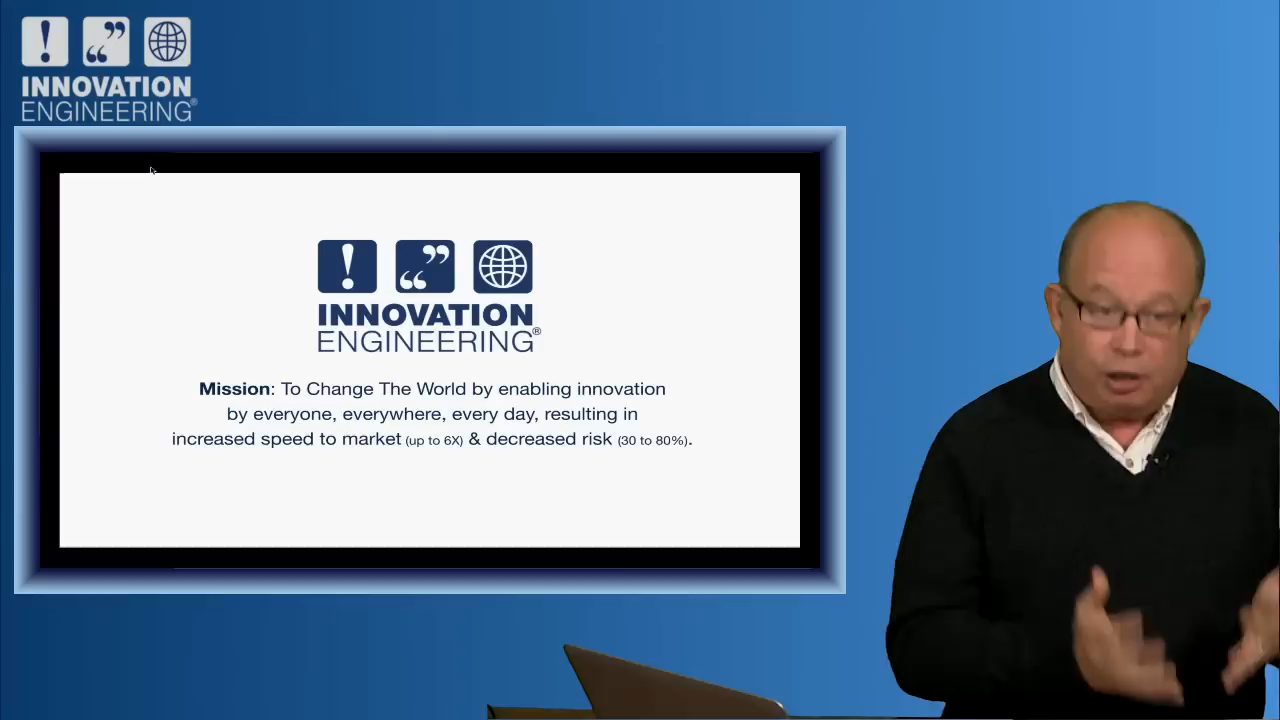 ! ,, “
INNOVATION
ENGINEERING®
! ” “
INNOVATION
ENGINEERING®
Mission: To Change The World by enabling innovation
by everyone, everywhere, every day, resulting in
increased speed to market (up to 6X) & decreased risk (30 to 80%).